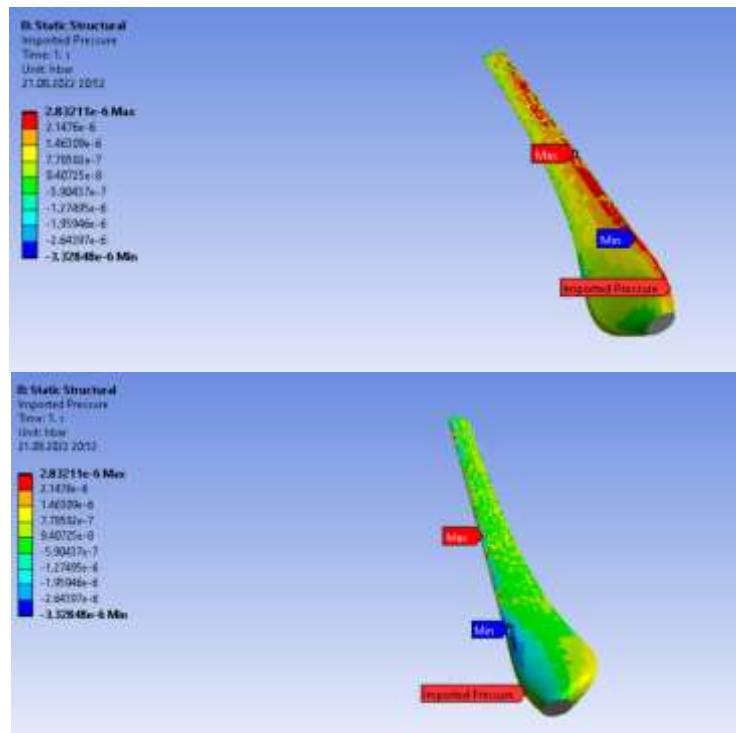 B: Static Structural
Imported Pressure
Time: 1. s
Unit: hbar
21.08.2022 20:52
2.83211e-6 Max
2.1476e-6
1.46309e-6
7.78582e-7
9.40725e-8
-5.90437e-7
-1.27495e-6
-1.95946e-6
-2.64397e-6
-3.32848e-6 Min
Max
Min
Imported Pressure
B: Static Structural
Imported Pressure
Time: 1. s
Unit: hbar
21.08.2022 20:52
2.83211e-6 Max
2.1476e-6
1.46309e-6
7.78582e-7
9.40725e-8
-5.90437e-7
-1.27495e-6
-1.95946e-6
-2.64397e-6
-3.32848e-6 Min
Max
Min
Imported Pressure